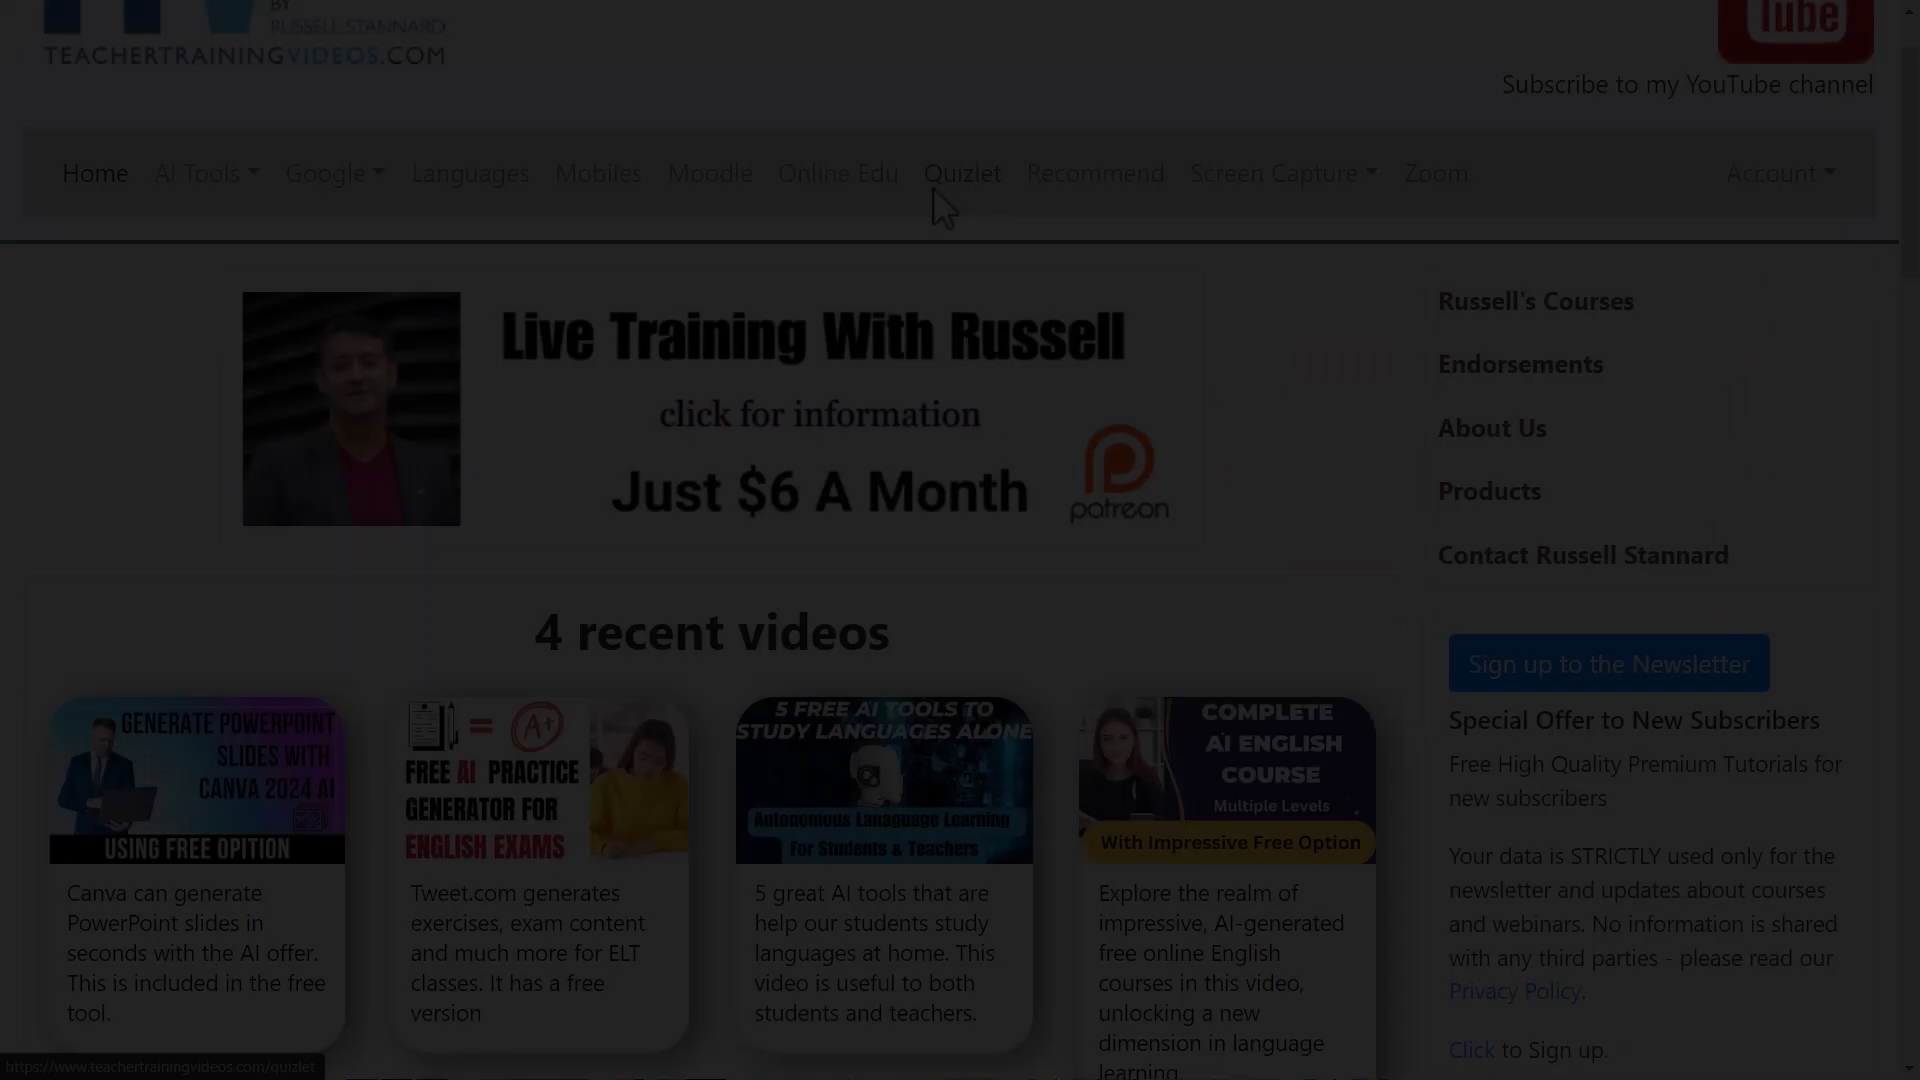 BY
RUSSELL STANNARD
TEACHERTRAININGVIDEOS.COM
Tube
Subscribe to my YouTube channel
Home AI Tools Google Languages Mobiles Moodle Online Edu Quizlet Recommend Screen Capture Zoom Account
Live Training With Russell
click for information
Just $6 A Month
patreon
Russell's Courses
Endorsements
About Us
Products
Contact Russell Stannard
4 recent videos
GENERATE POWERPOINT
SLIDES WITH
CANVA 2024 AI
USING FREE OPITION
Canva can generate
PowerPoint slides in
seconds with the AI offer.
This is included in the free
tool.
= A+
FREE AI PRACTICE
GENERATOR FOR
ENGLISH EXAMS
Tweet.com generates
exercises, exam content
and much more for ELT
classes. It has a free
version
5 FREE AI TOOLS TO
STUDY LANGUAGES ALONE
Autonomous Lanaguage Learning
for Students & Teachers
5 great AI tools that are
help our students study
languages at home. This
video is useful to both
students and teachers.
COMPLETE
AI ENGLISH
COURSE
Multiple Levels
With Impressive Free Option
Explore the realm of
impressive, AI-generated
free online English
courses in this video,
unlocking a new
dimension in language
learning.
Sign up to the Newsletter
Special Offer to New Subscribers
Free High Quality Premium Tutorials for
new subscribers
Your data is STRICTLY used only for the
newsletter and updates about courses
and webinars. No information is shared
with any third parties - please read our
Privacy Policy.
Click to Sign up.
https://www.teachertrainingvideos.com/quizlet